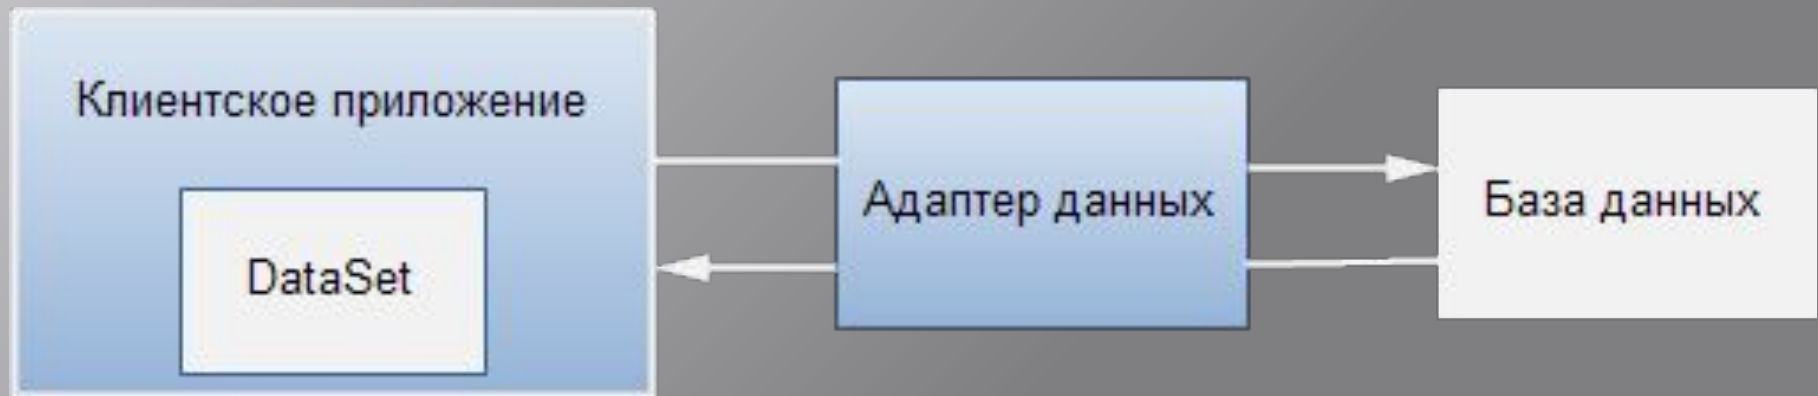 Клиентское приложение
DataSet
Адаптер данных
База данных